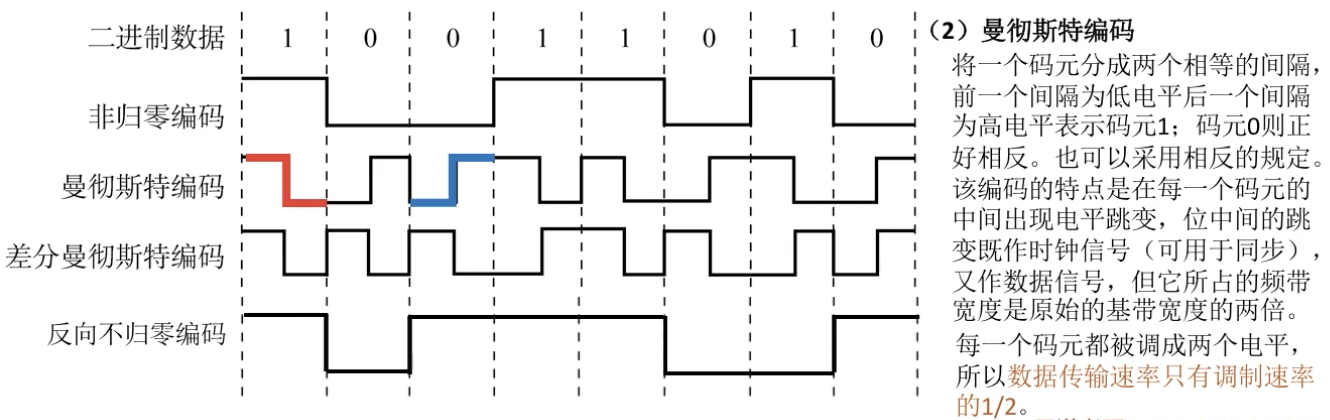 二进制数据 1 0 0 1 1 0 1 0
非归零编码
曼彻斯特编码
差分曼彻斯特编码
反向不归零编码
（2）曼彻斯特编码
将一个码元分成两个相等的间隔，
前一个间隔为低电平后一个间隔
为高电平表示码元1；码元0则正
好相反。也可以采用相反的规定。
该编码的特点是在每一个码元的
中间出现电平跳变，位中间的跳
变既作时钟信号（可用于同步），
又作数据信号，但它所占的频带
宽度是原始的基带宽度的两倍。
每一个码元都被调成两个电平，
所以数据传输速率只有调制速率
的1/2。